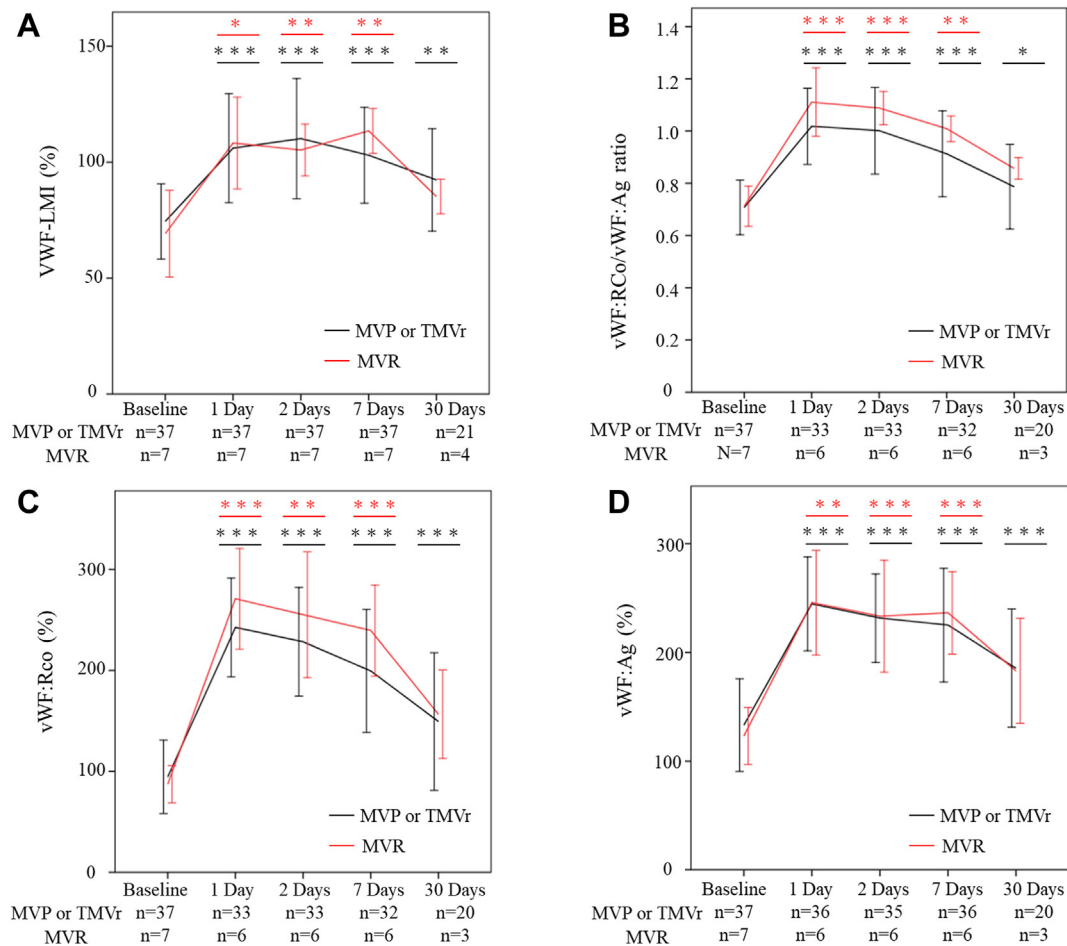 A
* ** **
*** *** *** **
150
100
50
0
VWF-LMI (%)
MVP or TMVr
MVR
Baseline 1 Day 2 Days 7 Days 30 Days
MVP or TMVr n=37 n=37 n=37 n=37 n=21
MVR n=7 n=7 n=7 n=7 n=4
B
*** *** **
*** *** *** *
1.4
1.2
1.0
0.8
0.6
0.4
0.2
0
vWF:RCo/vWF:Ag ratio
MVP or TMVr
MVR
Baseline 1 Day 2 Days 7 Days 30 Days
MVP or TMVr n=37 n=33 n=33 n=32 n=20
MVR N=7 n=6 n=6 n=6 n=3
C
*** ** ***
*** *** *** ***
300
200
100
0
vWF:Rco (%)
MVP or TMVr
MVR
Baseline 1 Day 2 Days 7 Days 30 Days
MVP or TMVr n=37 n=33 n=33 n=32 n=20
MVR n=7 n=6 n=6 n=6 n=3
D
** *** ***
*** *** *** ***
300
200
100
0
vWF:Ag (%)
MVP or TMVr
MVR
Baseline 1 Day 2 Days 7 Days 30 Days
MVP or TMVr n=37 n=36 n=35 n=36 n=20
MVR n=7 n=6 n=6 n=6 n=3